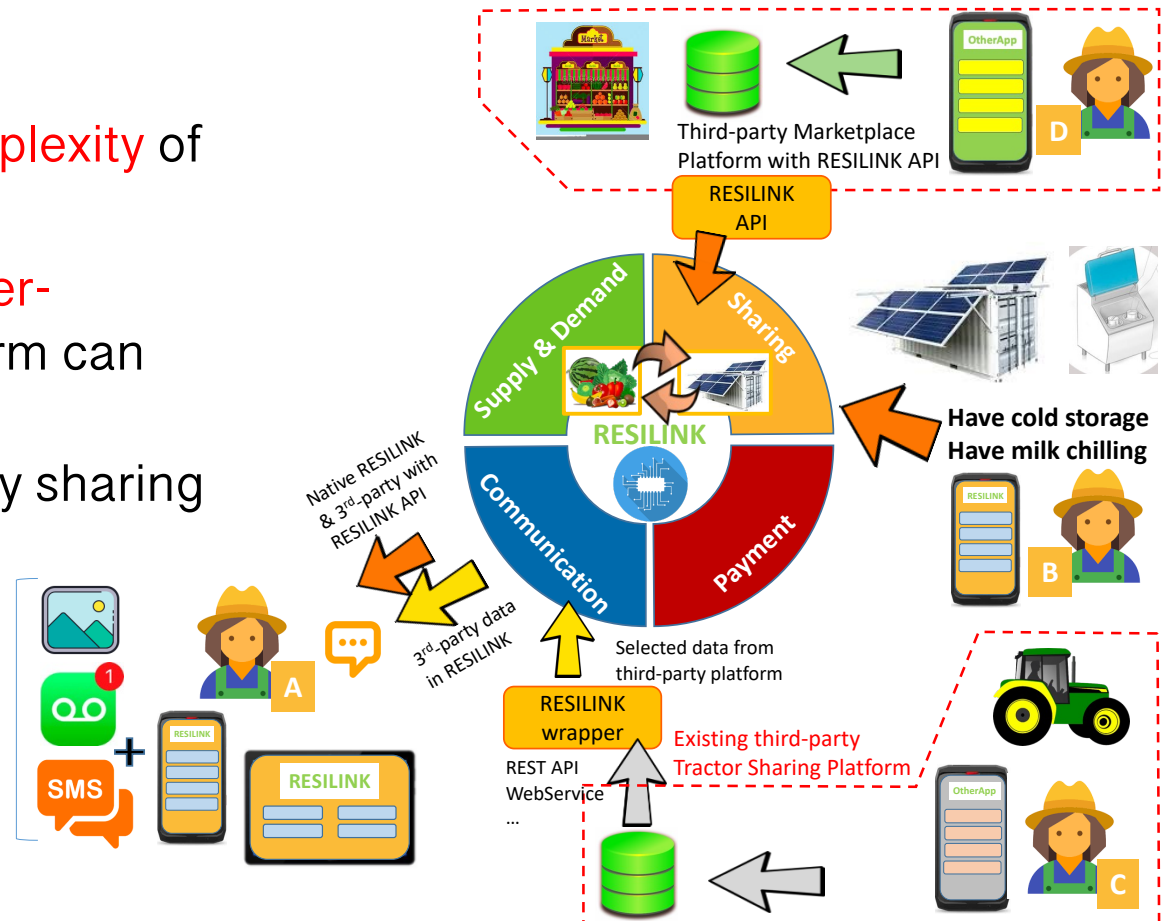 plexity of
er-
rm can
y sharing
Market
OtherApp
D
Third-party Marketplace
Platform with RESILINK API
RESILINK
API
Supply & Demand
Sharing
RESILINK
Communication
Payment
Have cold storage
Have milk chilling
RESILINK
B
Native RESILINK
& 3rd-party with
RESILINK API
3rd-party data
in RESILINK
Selected data from
third-party platform
A
1
SMS
RESILINK
RESILINK
RESILINK
wrapper
REST API
WebService
...
Existing third-party
Tractor Sharing Platform
OtherApp
C